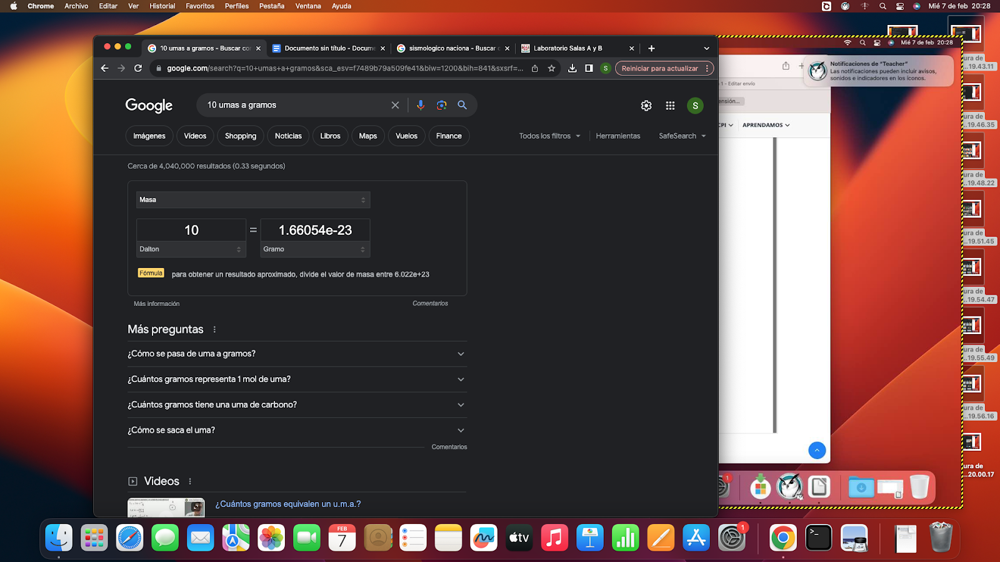 Chrome Archivo Editar Ver Historial Favoritos Perfiles Pestaña Ventana Ayuda Mié 7 de feb 20:28
10 umas a gramos - Buscar co
Documento sin título - Docume
sismologico naciona - Buscar
Laboratorio Salas A y B
google.com/search?q=10+umas+a+gramos&sca_esv=f7489b79a509fe41&biw=1200&bih=841&sxsrf=...
S
Reiniciar para actualizar
Google
10 umas a gramos
S
Imágenes Vídeos Shopping Noticias Libros Maps Vuelos Finance
Todos los filtros Herramientas SafeSearch
Cerca de 4,040,000 resultados (0.33 segundos)
Masa
10 = 1.66054e-23
Dalton Gramo
Fórmula para obtener un resultado aproximado, divide el valor de masa entre 6.022e+23
Más información Comentarios
Más preguntas
¿Cómo se pasa de uma a gramos?
¿Cuántos gramos representa 1 mol de uma?
¿Cuántos gramos tiene una uma de carbono?
¿Cómo se saca el uma?
Comentarios
Videos
¿Cuántos gramos equivalen un u.m.a.?
Mié 7 de feb 20:28
Notificaciones de “Teacher”
Las notificaciones pueden incluir avisos,
sonidos e indicadores en los íconos.
1 - Editar envío
ensión...
CPI APRENDAMOS
1
ura de
...19.43.11
ura de
...19.46.35
ura de
...19.48.22
ura de
...19.51.45
ura de
...19.54.47
ura de
...19.55.49
ura de
...19.56.16
ura de
...20.00.17
FEB
7
tv
1